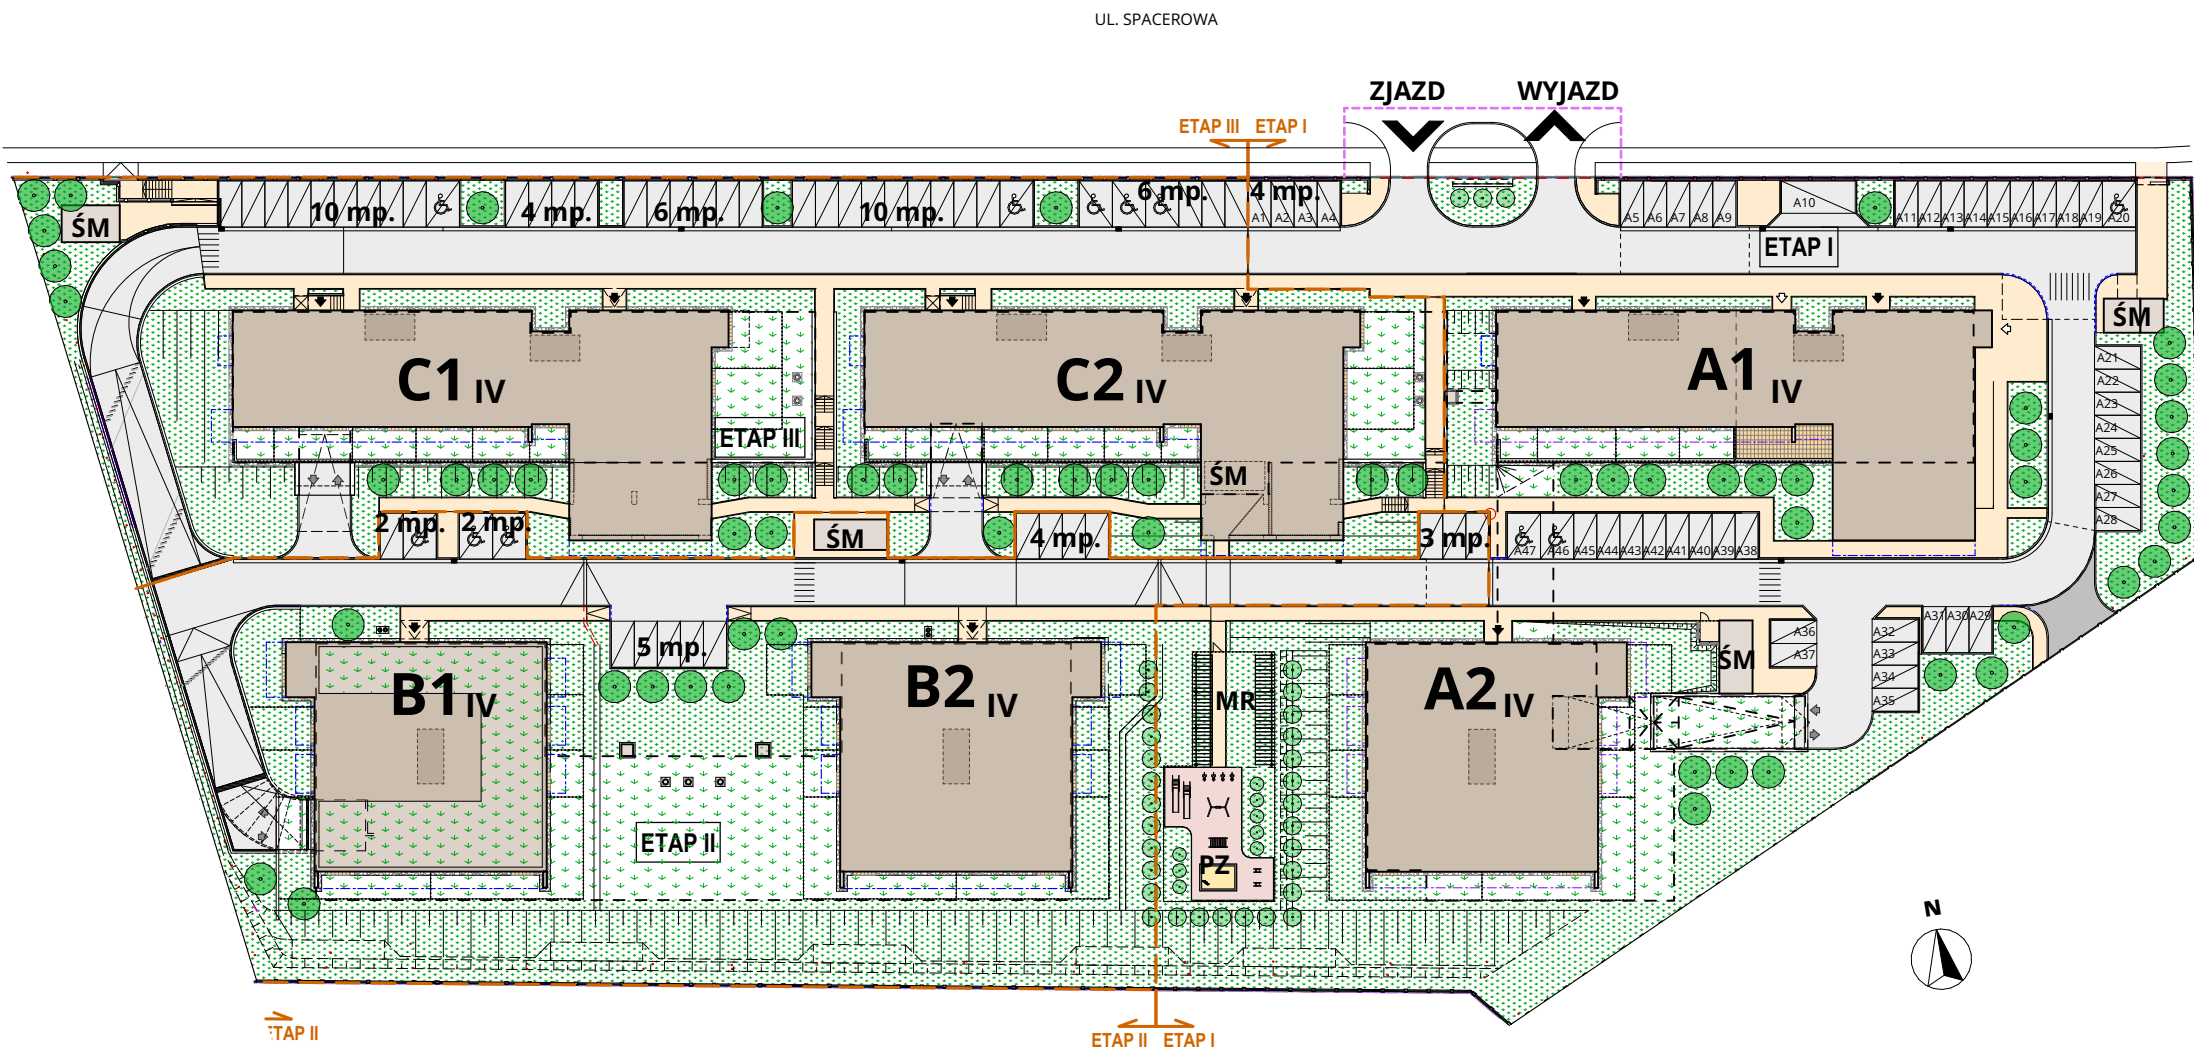 UL. SPACEROWA
ZJAZD WYJAZD
ETAP III ETAP I
10 mp. 4 mp. 6 mp. 10 mp. 6 mp. 4 mp.
A1 A2 A3 A4 A5 A6 A7 A8 A9 A10 A11 A12 A13 A14 A15 A16 A17 A18 A19 A20
ŚM
ETAP I
ŚM
C1 IV C2 IV A1 IV
A21
A22
A23
A24
A25
A26
A27
A28
ETAP III
ŚM
2 mp. 2 mp. ŚM 4 mp. 3 mp.
A47 A46 A45 A44 A43 A42 A41 A40 A39 A38
A31 A30 A29
5 mp.
A36 A32
A37 A33
A34
A35
ŚM
B1 IV B2 IV MR A2 IV
ETAP II
PZ
N
ETAP II
ETAP II ETAP I